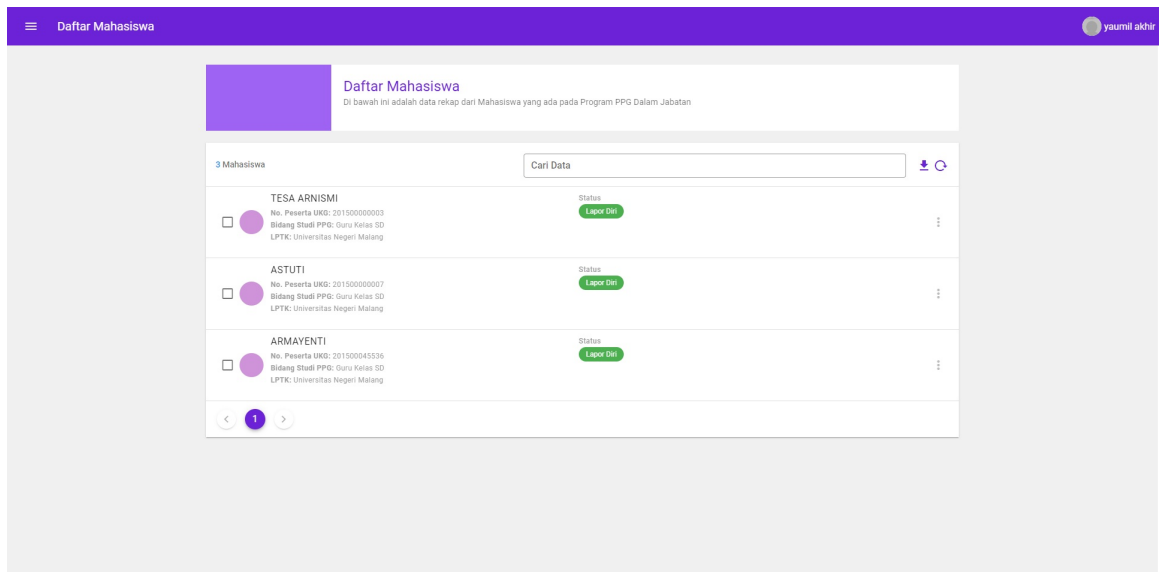 Daftar Mahasiswa
yaumil akhir
Daftar Mahasiswa
Di bawah ini adalah data rekap dari Mahasiswa yang ada pada Program PPG Dalam Jabatan
3 Mahasiswa
Cari Data
TESA ARNISMI
No. Peserta UKG: 201500000003
Bidang Studi PPG: Guru Kelas SD
LPTK: Universitas Negeri Malang
Status
Lapor Diri
ASTUTI
No. Peserta UKG: 201500000007
Bidang Studi PPG: Guru Kelas SD
LPTK: Universitas Negeri Malang
Status
Lapor Diri
ARMAYENTI
No. Peserta UKG: 201500045536
Bidang Studi PPG: Guru Kelas SD
LPTK: Universitas Negeri Malang
Status
Lapor Diri
1